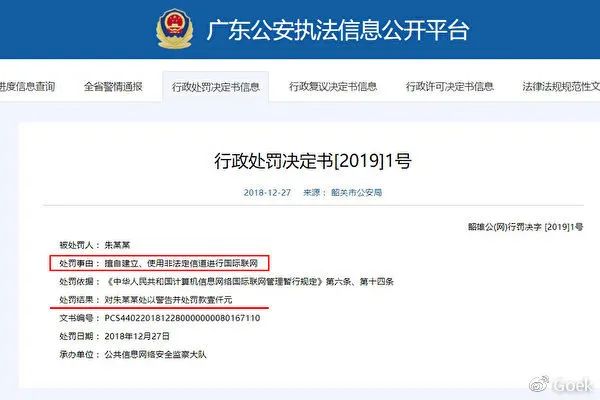 广东公安执法信息公开平台
进度信息查询 全省警情通报 行政处罚决定书信息 行政复议决定书信息 行政许可决定书信息 法律法规规范性文
行政处罚决定书[2019]1号
2018-12-27 来源： 韶关市公安局
韶雄公(网)行罚决字 [2019]1号
被处罚人： 朱某某
处罚事由： 擅自建立、使用非法定信道进行国际联网
处罚依据： 《中华人民共和国计算机信息网络国际联网管理暂行规定》第六条、第十四条
处罚结果： 对朱某某处以警告并处罚款壹仟元
文书编号： PCS4402201812280000000080167110
处罚日期： 2018年12月27日
承办单位： 公共信息网络安全监察大队
Goek